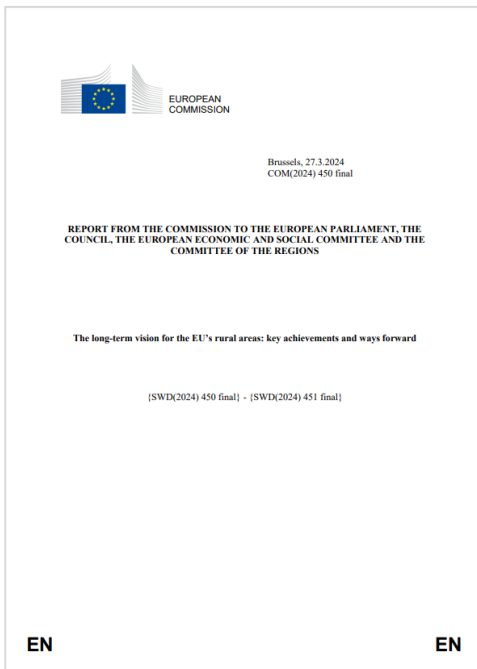 EUROPEAN
COMMISSION
Brussels, 27.3.2024
COM(2024) 450 final
REPORT FROM THE COMMISSION TO THE EUROPEAN PARLIAMENT, THE
COUNCIL, THE EUROPEAN ECONOMIC AND SOCIAL COMMITTEE AND THE
COMMITTEE OF THE REGIONS
The long-term vision for the EU's rural areas: key achievements and ways forward
{SWD(2024) 450 final} - {SWD(2024) 451 final}
EN
EN